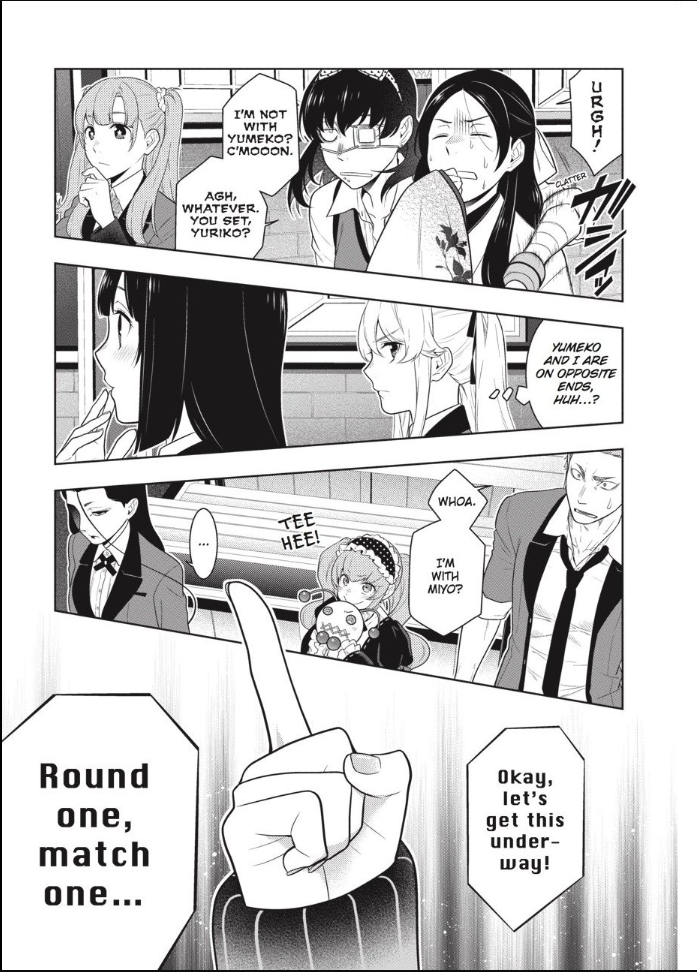 URGH!
CLATTER
ガシャッ
I'M NOT
WITH
YUMEKO?
C'MOOON.
AGH,
WHATEVER.
YOU SET,
YURIKO?
YUMEKO
AND I ARE
ON OPPOSITE
ENDS,
HUH...?
WHOA.
I'M
WITH
MIYO?
TEE
HEE!
...
Okay,
let's
get this
under-
way!
Round
one,
match
one...